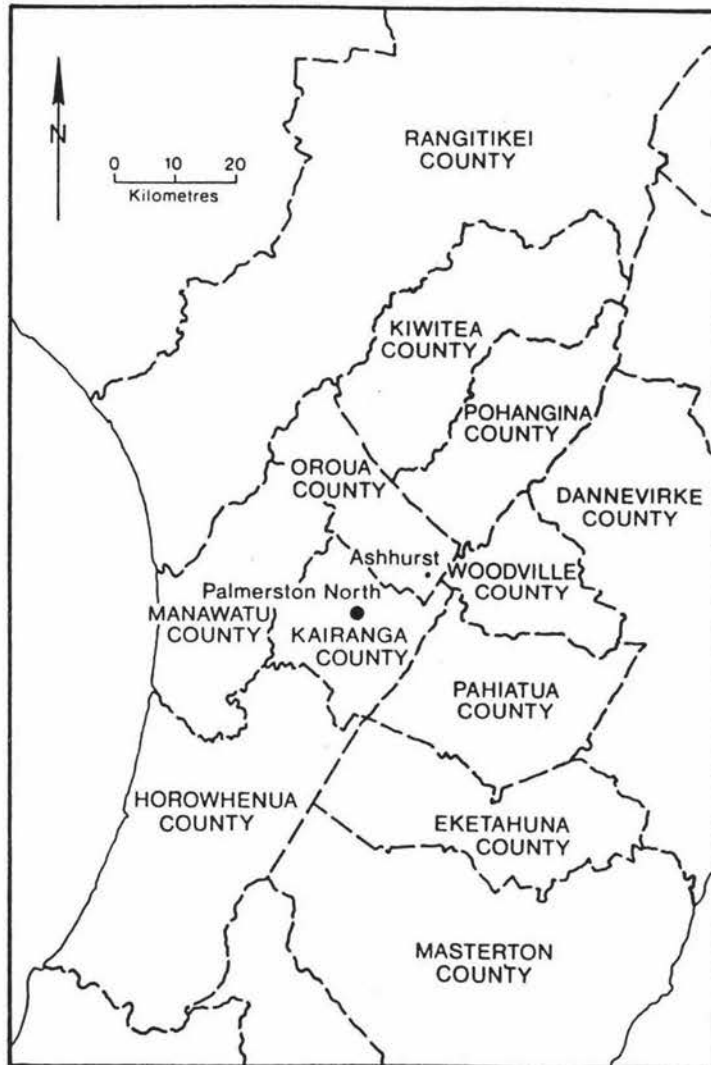 N
0 10 20
Kilometres
RANGITIKEI
COUNTY
KIWITEA
COUNTY
POHANGINA
COUNTY
OROUA
COUNTY
DANNEVIRKE
COUNTY
Ashhurst
WOODVILLE
COUNTY
Palmerston North
MANAWATU
COUNTY
KAIRANGA
COUNTY
PAHIATUA
COUNTY
HOROWHENUA
COUNTY
EKETAHUNA
COUNTY
MASTERTON
COUNTY